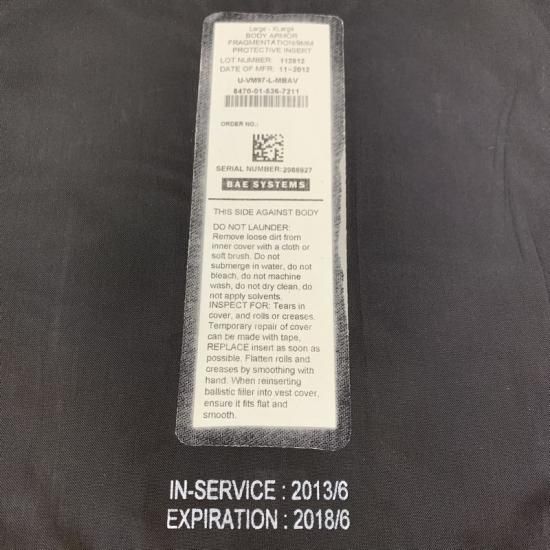 Large - XLarge
BODY ARMOR
FRAGMENTATION/9MM
PROTECTIVE INSERT
LOT NUMBER: 112812
DATE OF MFR: 11-2012
U-VM97-L-MBAV
8470-01-536-7211
ORDER NO.:
SERIAL NUMBER: 2088927
BAE SYSTEMS
THIS SIDE AGAINST BODY
DO NOT LAUNDER:
Remove loose dirt from
inner cover with a cloth or
soft brush. Do not
submerge in water, do not
bleach, do not machine
wash, do not dry clean, do
not apply solvents.
INSPECT FOR: Tears in
cover, and rolls or creases.
Temporary repair of cover
can be made with tape,
REPLACE insert as soon as
possible. Flatten rolls and
creases by smoothing with
hand. When reinserting
ballistic filler into vest cover,
ensure it fits flat and
smooth.
IN-SERVICE : 2013/6
EXPIRATION : 2018/6